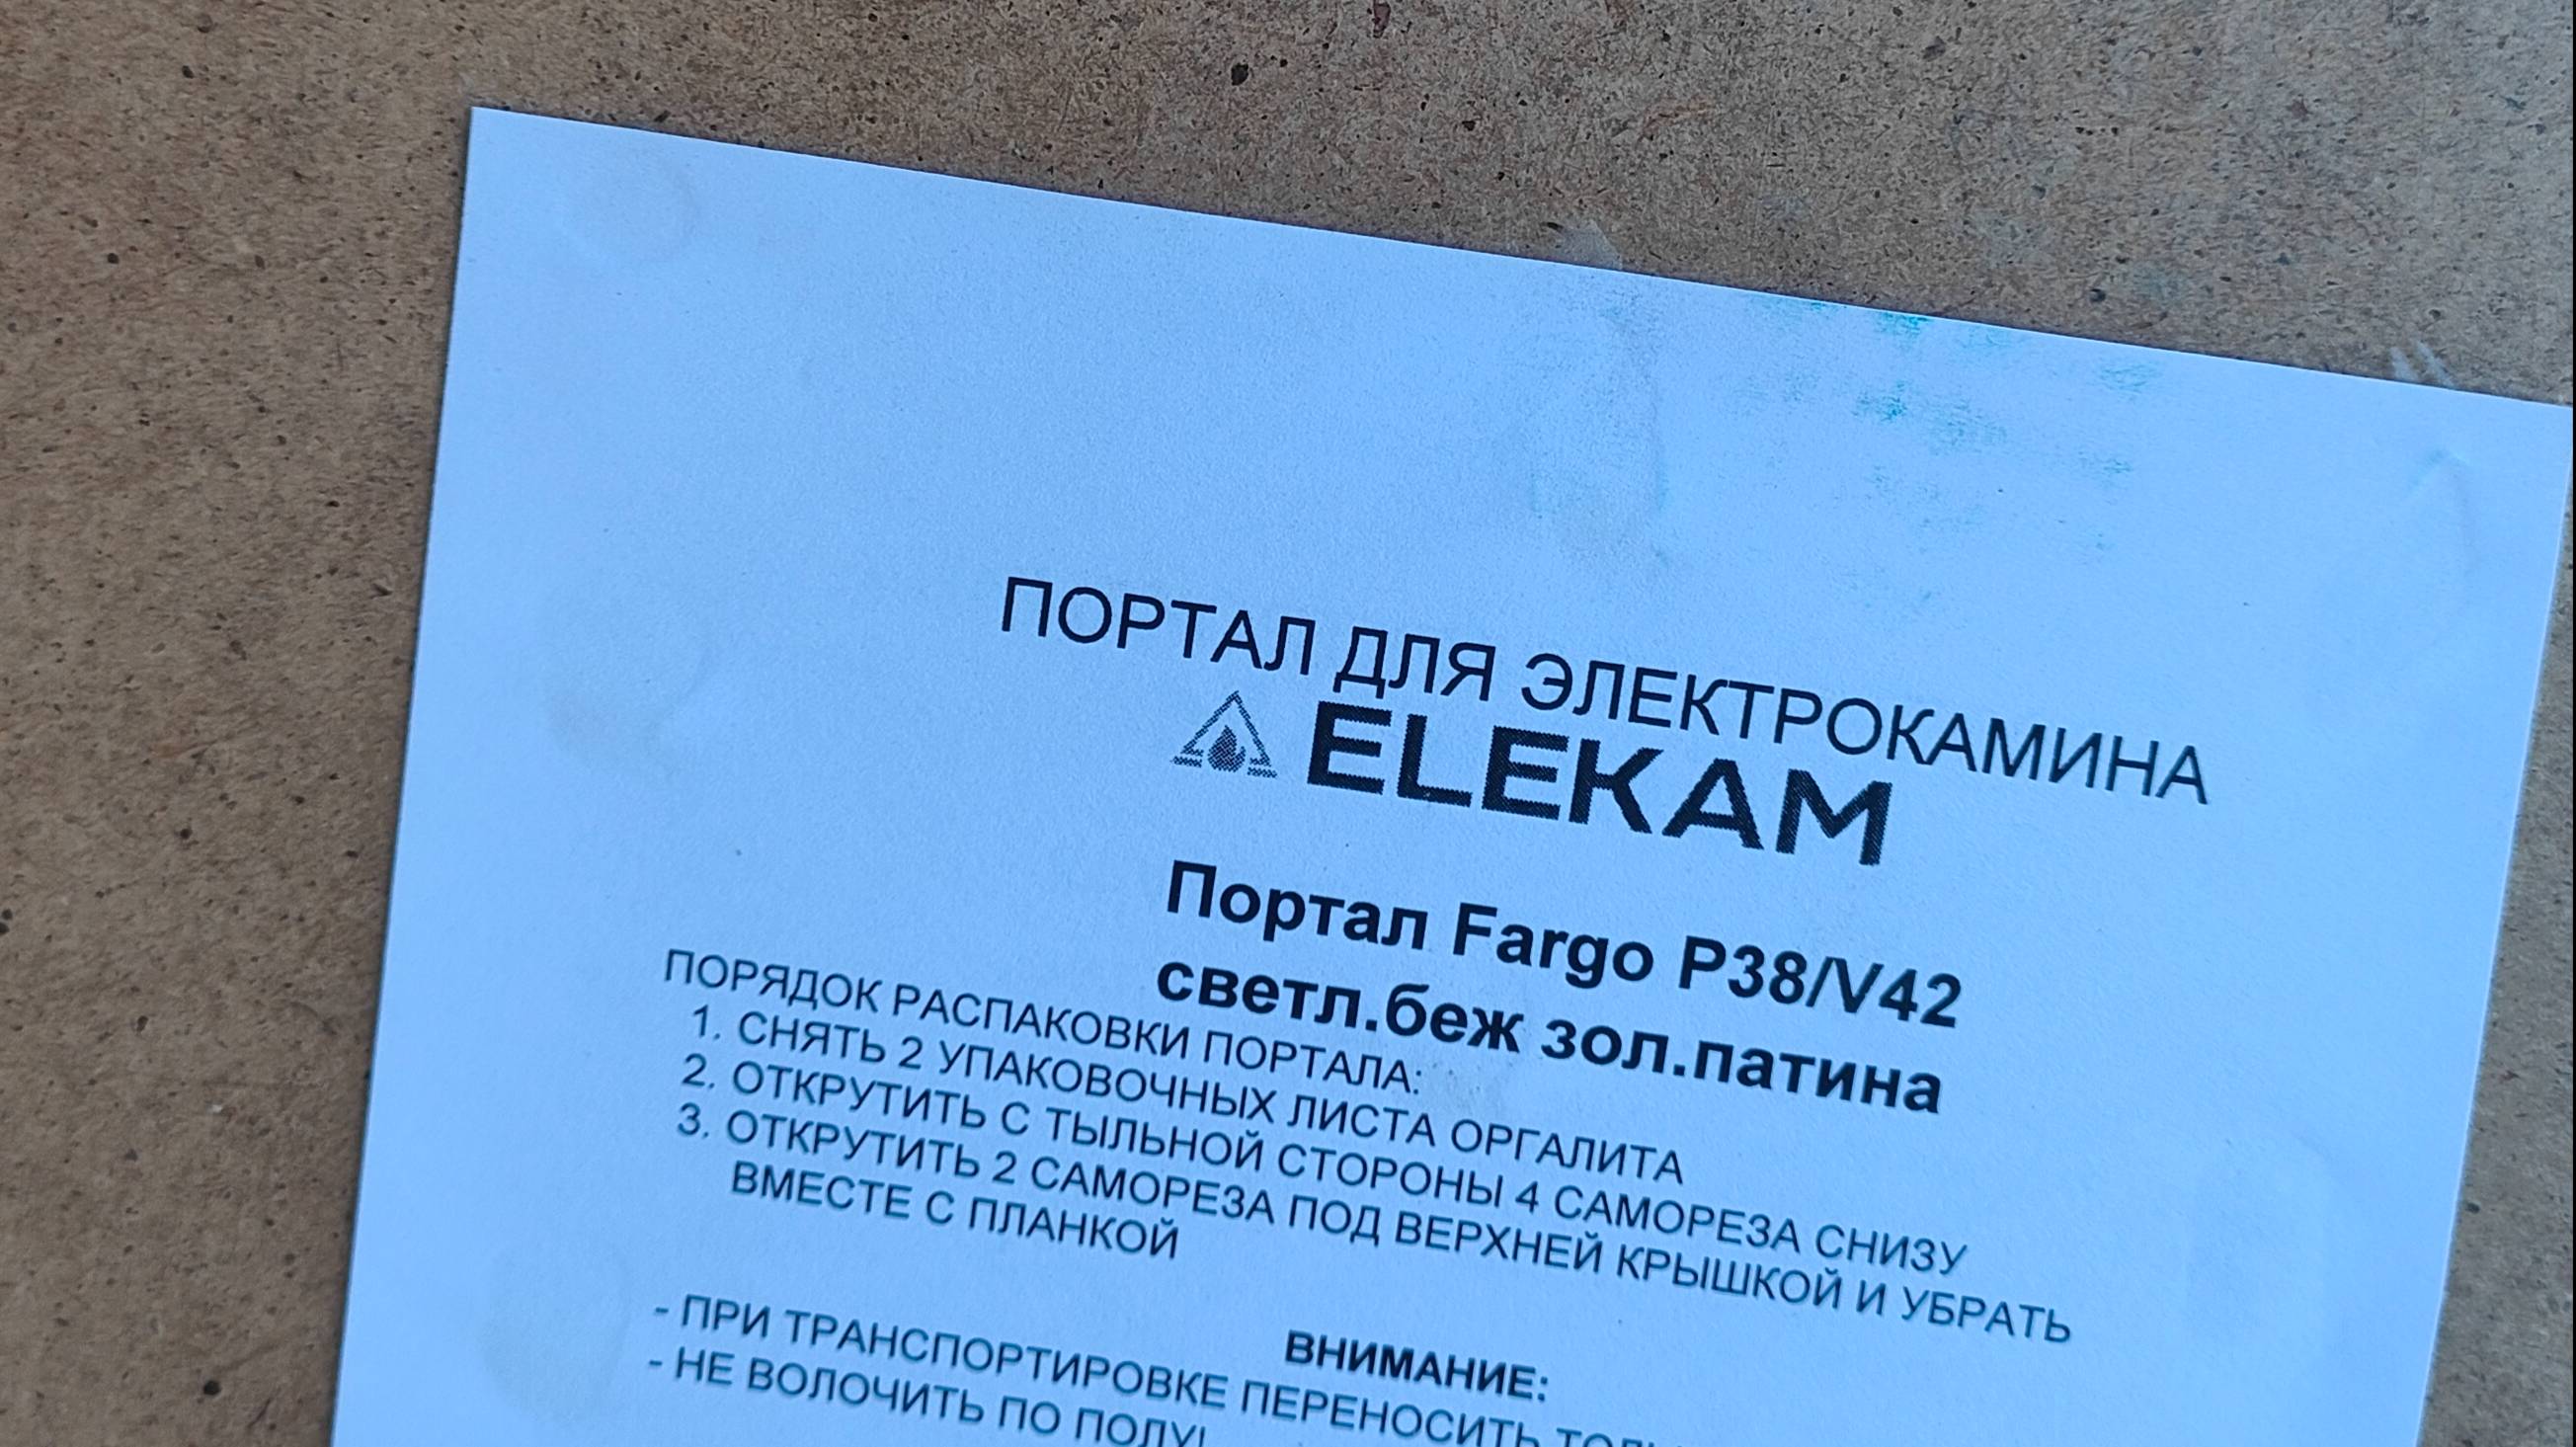 ПОРТАЛ ДЛЯ ЭЛЕКТРОКАМИНА
ELEKAM
Портал Fargo P38/V42
светл.беж зол.патина
ПОРЯДОК РАСПАКОВКИ ПОРТАЛА:
1. СНЯТЬ 2 УПАКОВОЧНЫХ ЛИСТА ОРГАЛИТА
2. ОТКРУТИТЬ С ТЫЛЬНОЙ СТОРОНЫ 4 САМОРЕЗА СНИЗУ
3. ОТКРУТИТЬ 2 САМОРЕЗА ПОД ВЕРХНЕЙ КРЫШКОЙ И УБРАТЬ
ВМЕСТЕ С ПЛАНКОЙ
ВНИМАНИЕ:
- ПРИ ТРАНСПОРТИРОВКЕ ПЕРЕНОСИТЬ
- НЕ ВОЛОЧИТЬ ПО ПОЛУ!